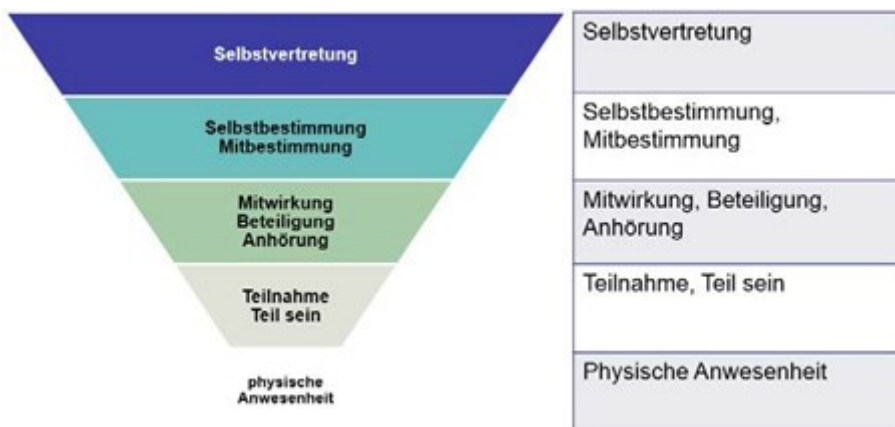 Selbstvertretung
Selbstbestimmung
Mitbestimmung
Mitwirkung
Beteiligung
Anhörung
Teilnahme
Teil sein
physische
Anwesenheit
Selbstvertretung
Selbstbestimmung,
Mitbestimmung
Mitwirkung, Beteiligung,
Anhörung
Teilnahme, Teil sein
Physische Anwesenheit